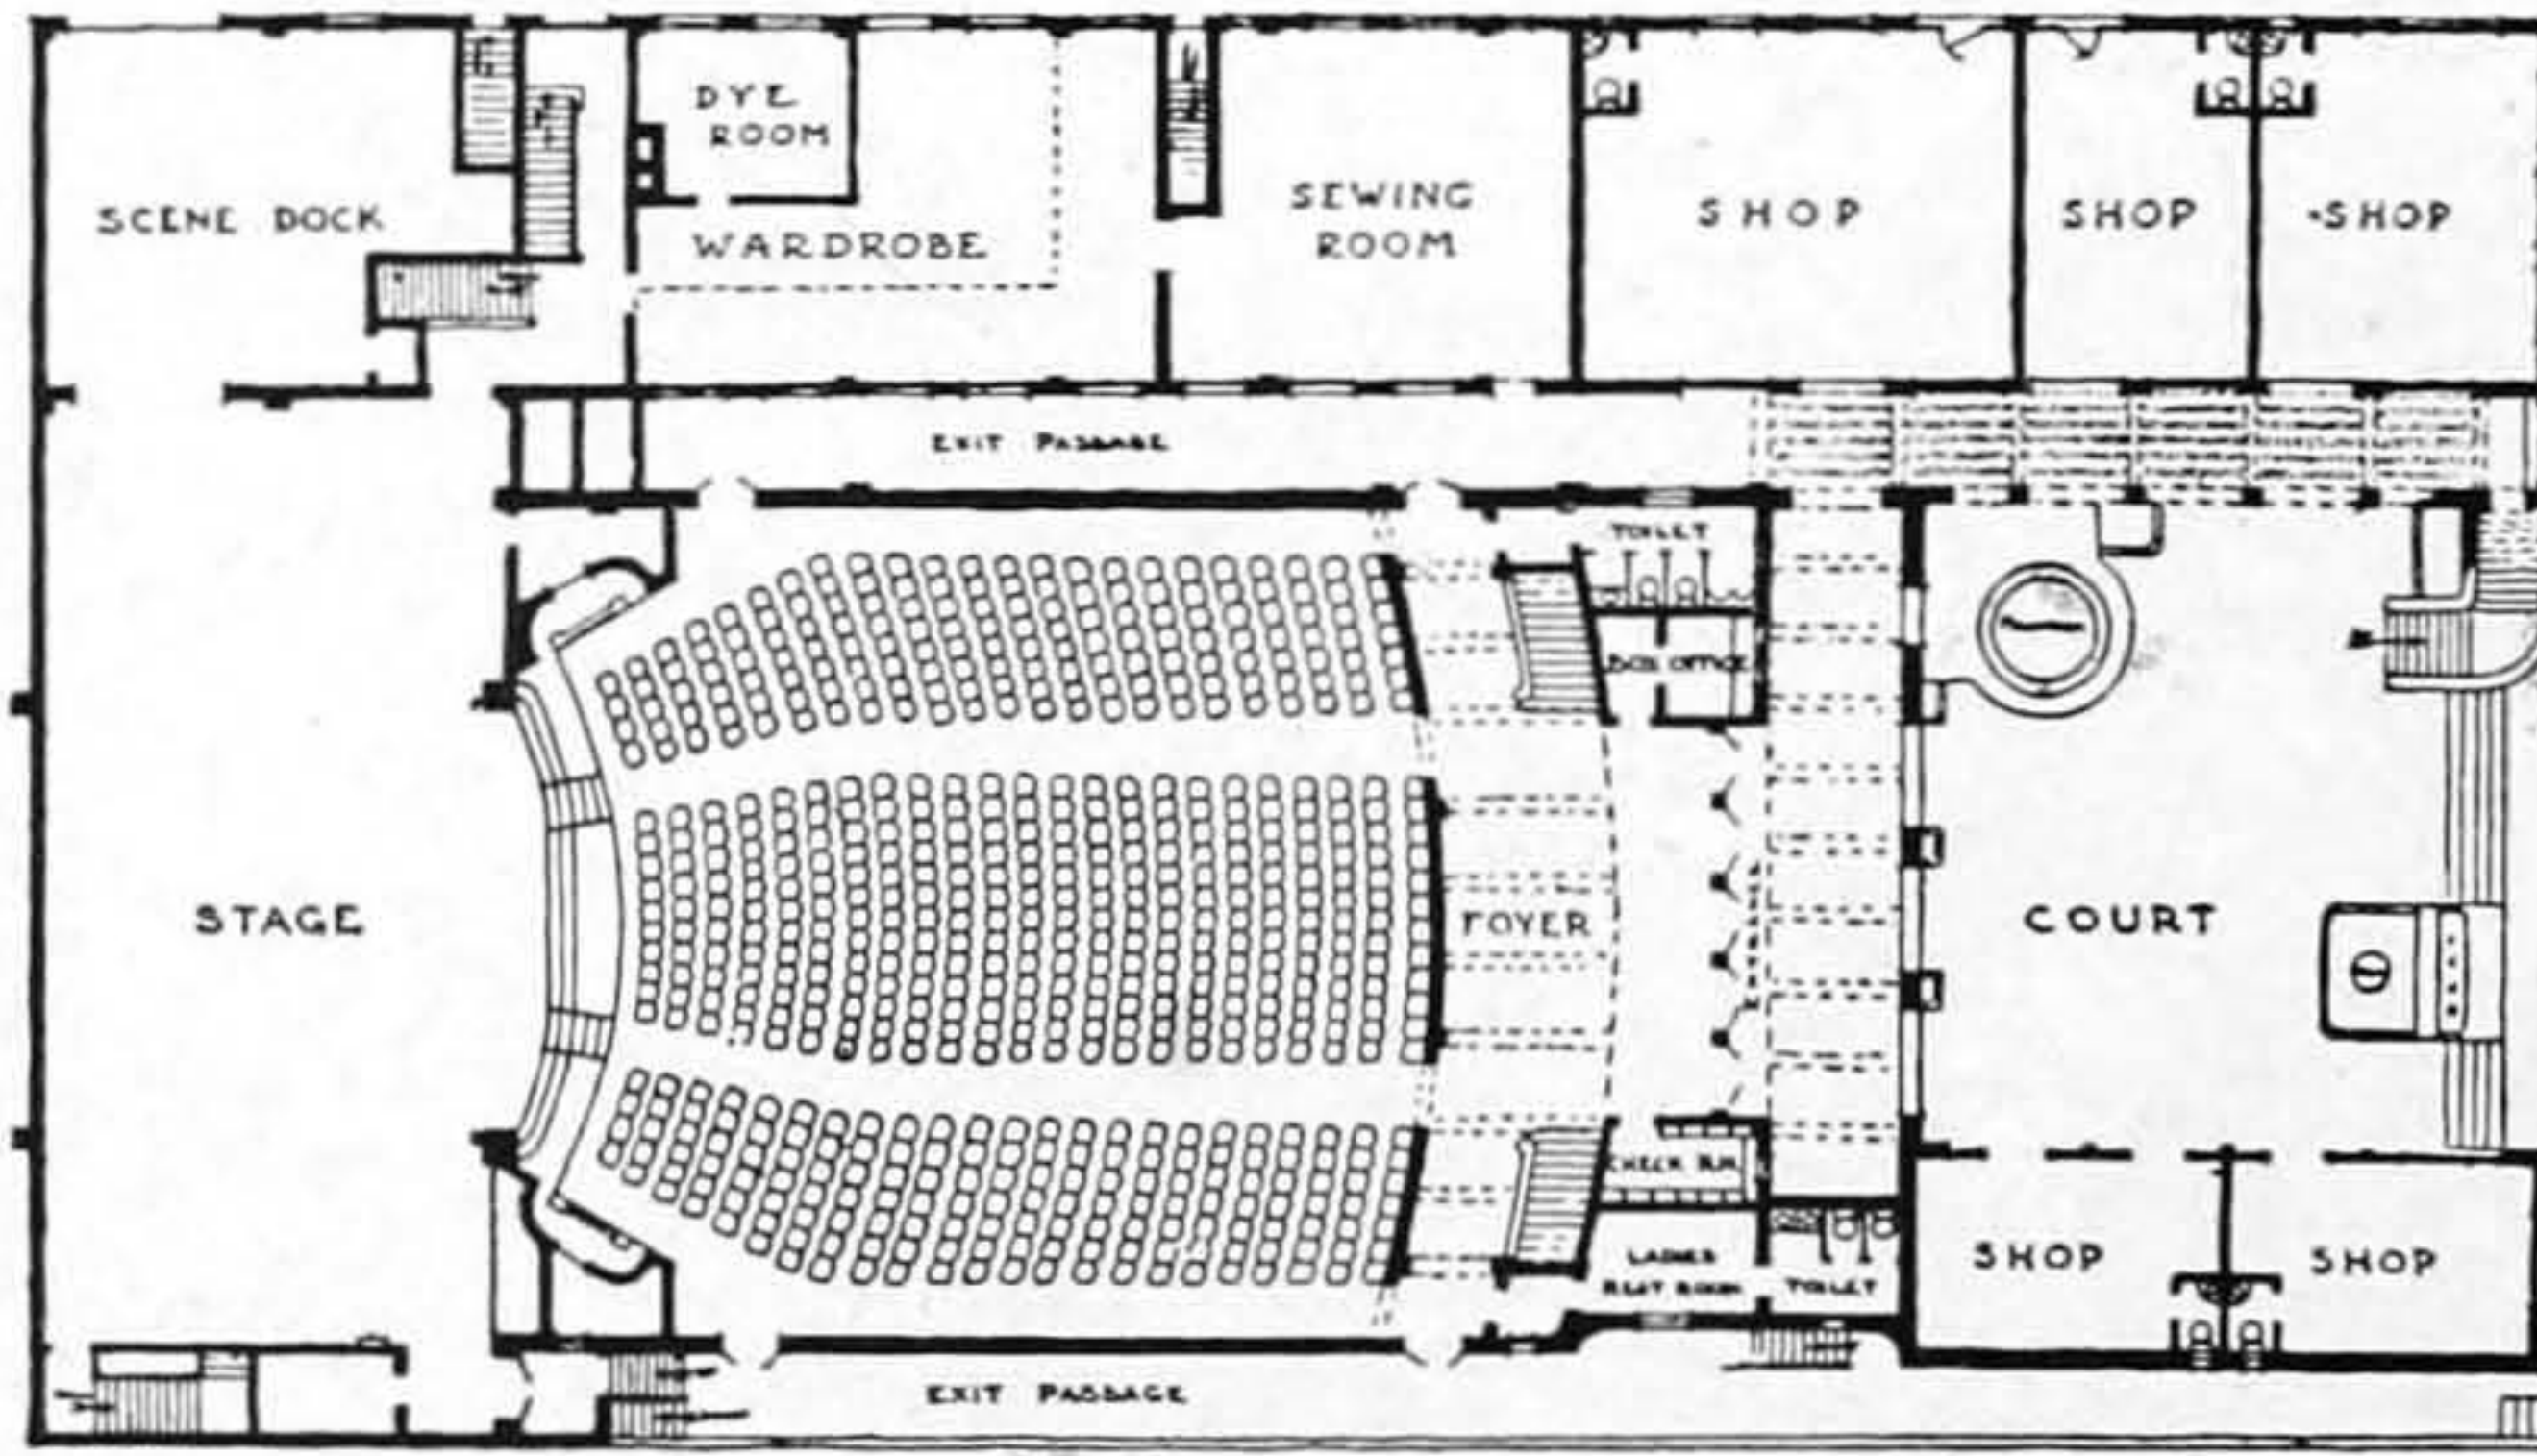 DYE
ROOM
SCENE DOCK
WARDROBE
SEWING
ROOM
SHOP
SHOP
SHOP
EXIT PASSAGE
TOILET
BOX OFFICE
STAGE
FOYER
COURT
CHECK RM.
LADIES
REST ROOM
TOILET
SHOP
SHOP
EXIT PASSAGE